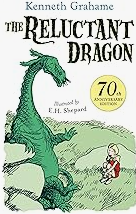 Kenneth Grahame
THE RELUCTANT
DRAGON
70th
ANNIVERSARY
EDITION
Illustrated by
E.H. Shepard